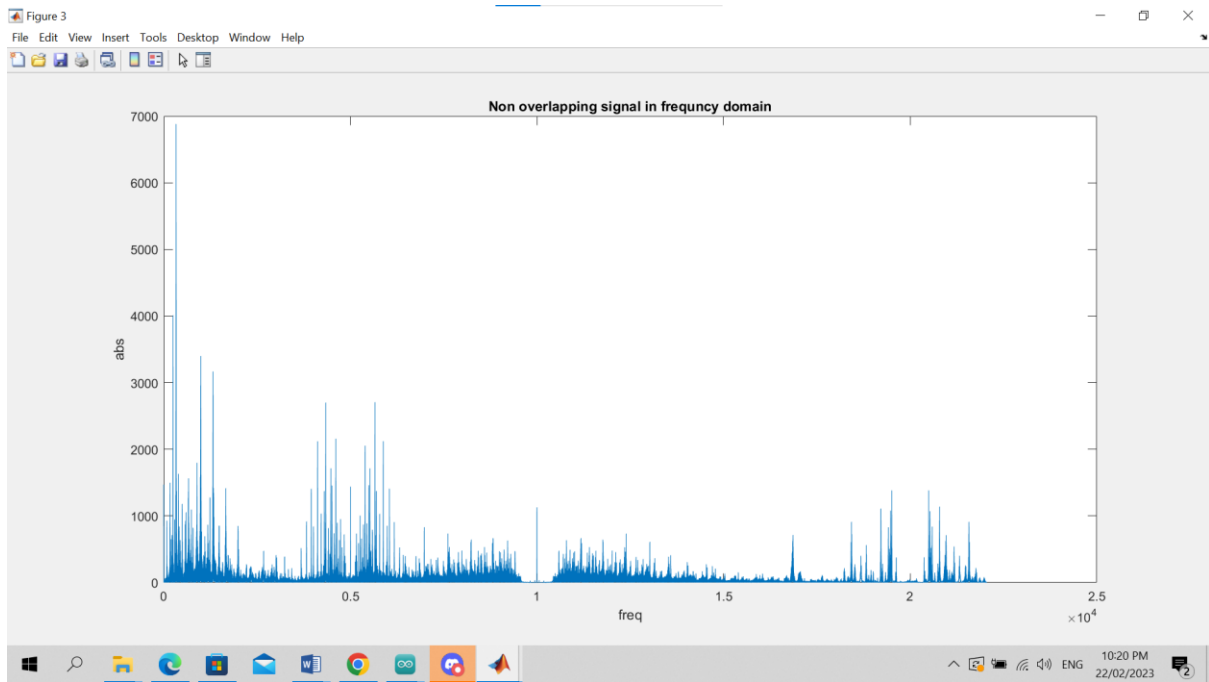 Figure 3
File Edit View Insert Tools Desktop Window Help
Non overlapping signal in frequncy domain
7000
6000
5000
4000
3000
2000
1000
0
abs
0 0.5 1 1.5 2 2.5
freq
×10⁴
ENG
10:20 PM
22/02/2023
2